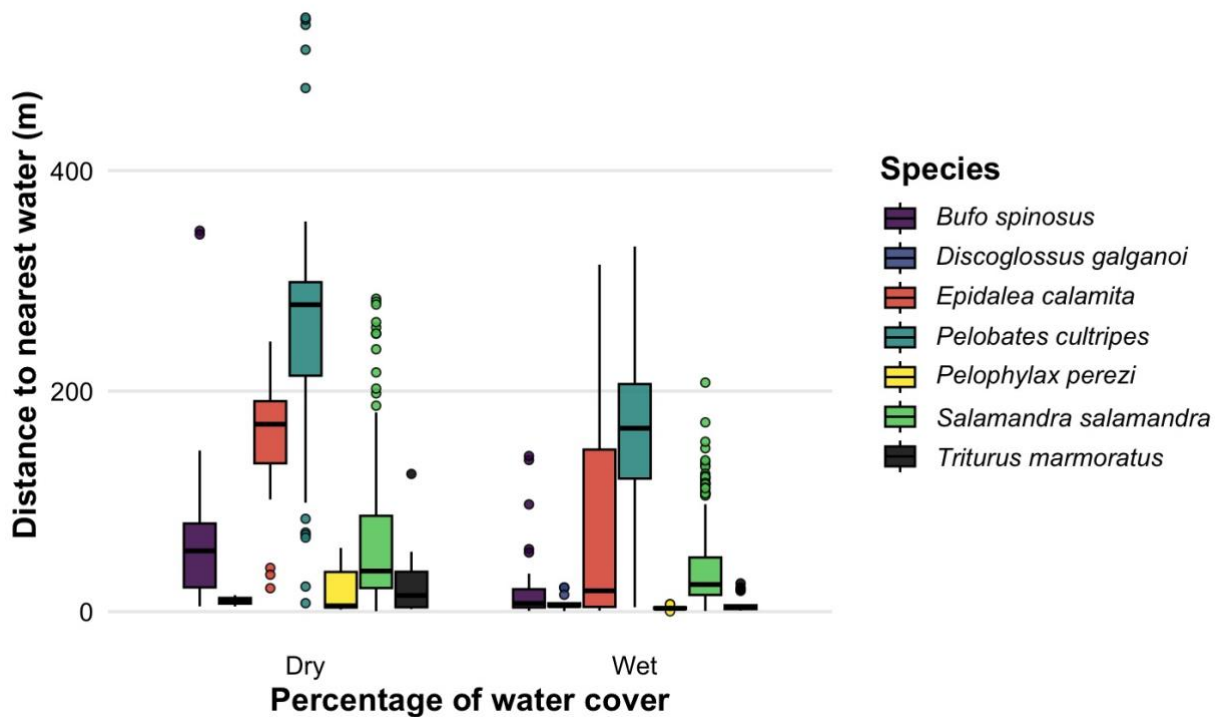 Distance to nearest water (m)
400
200
0
Dry
Wet
Percentage of water cover
Species
Bufo spinosus
Discoglossus galganoi
Epidalea calamita
Pelobates cultripes
Pelophylax perezi
Salamandra salamandra
Triturus marmoratus